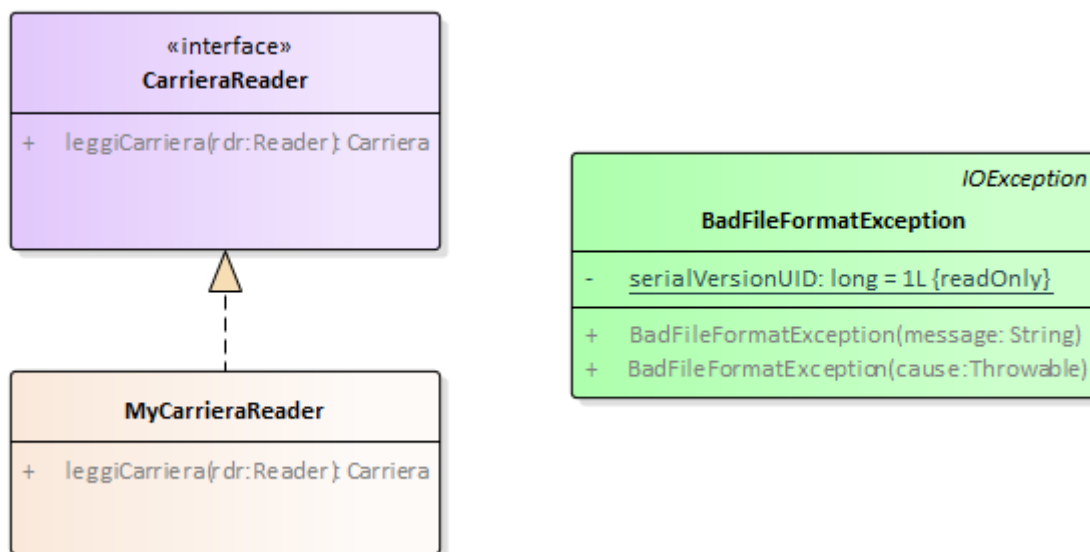 «interface»
CarrieraReader
+ leggiCarriera(rdr:Reader): Carriera
IOException
BadFileFormatException
- serialVersionUID: long = 1L {readOnly}
+ BadFileFormatException(message: String)
+ BadFileFormatException(cause:Throwable)
MyCarrieraReader
+ leggiCarriera(rdr:Reader): Carriera